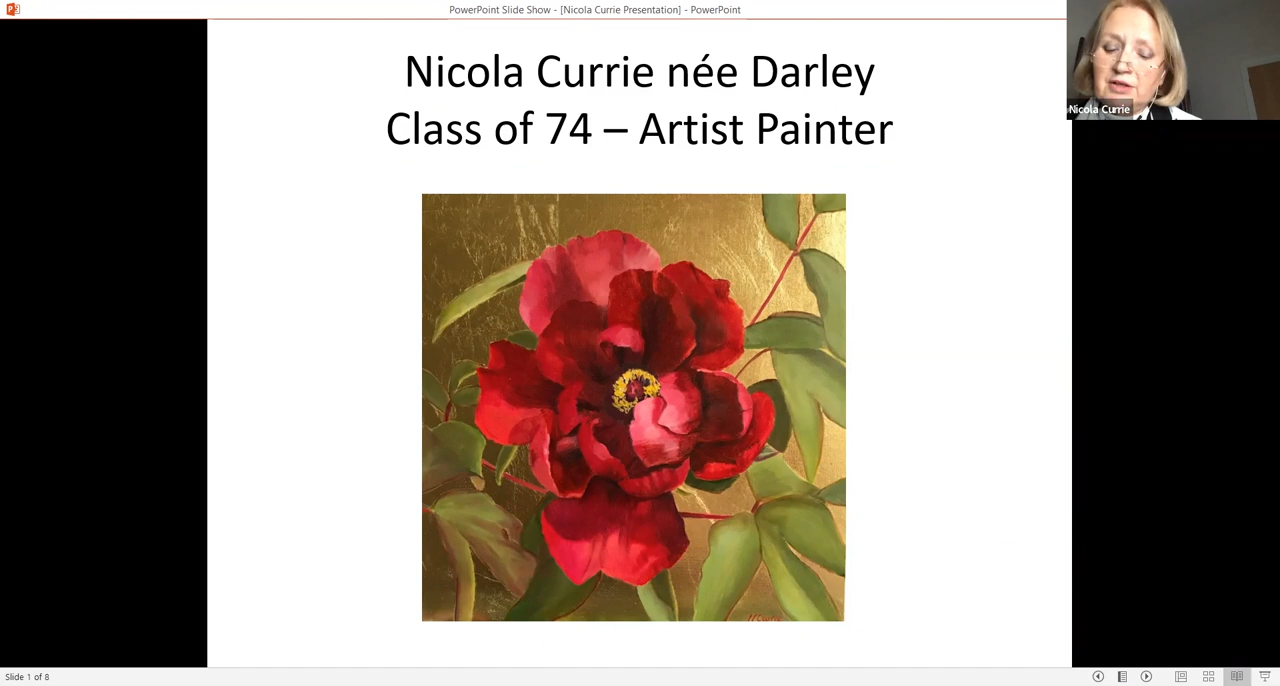 PowerPoint Slide Show - [Nicola Currie Presentation] - PowerPoint
Nicola Currie née Darley
Class of 74 – Artist Painter
Nicola Currie
Slide 1 of 8